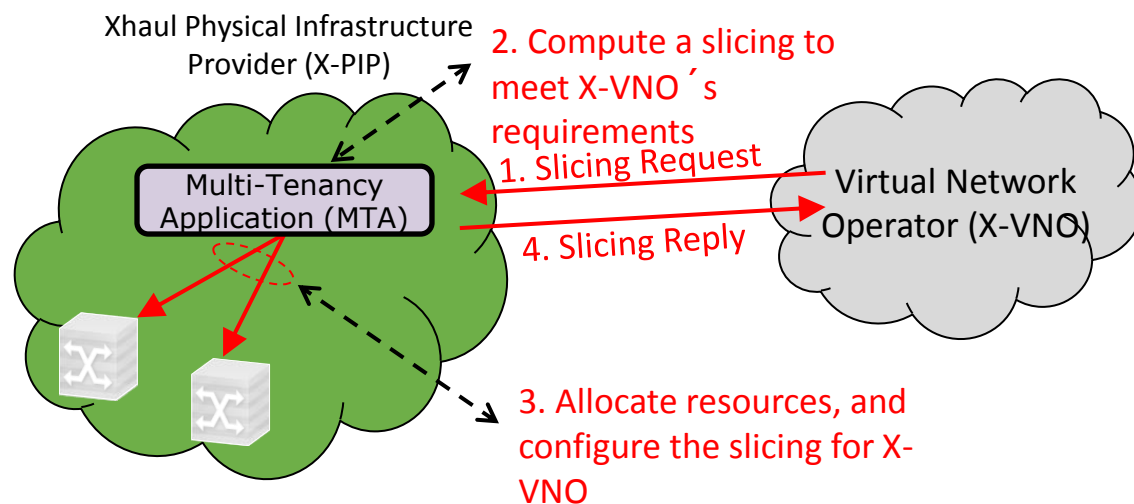 Xhaul Physical Infrastructure
Provider (X-PIP)
2. Compute a slicing to
meet X-VNO´s
requirements
1. Slicing Request
Multi-Tenancy
Application (MTA)
Virtual Network
Operator (X-VNO)
4. Slicing Reply
3. Allocate resources, and
configure the slicing for X-
VNO